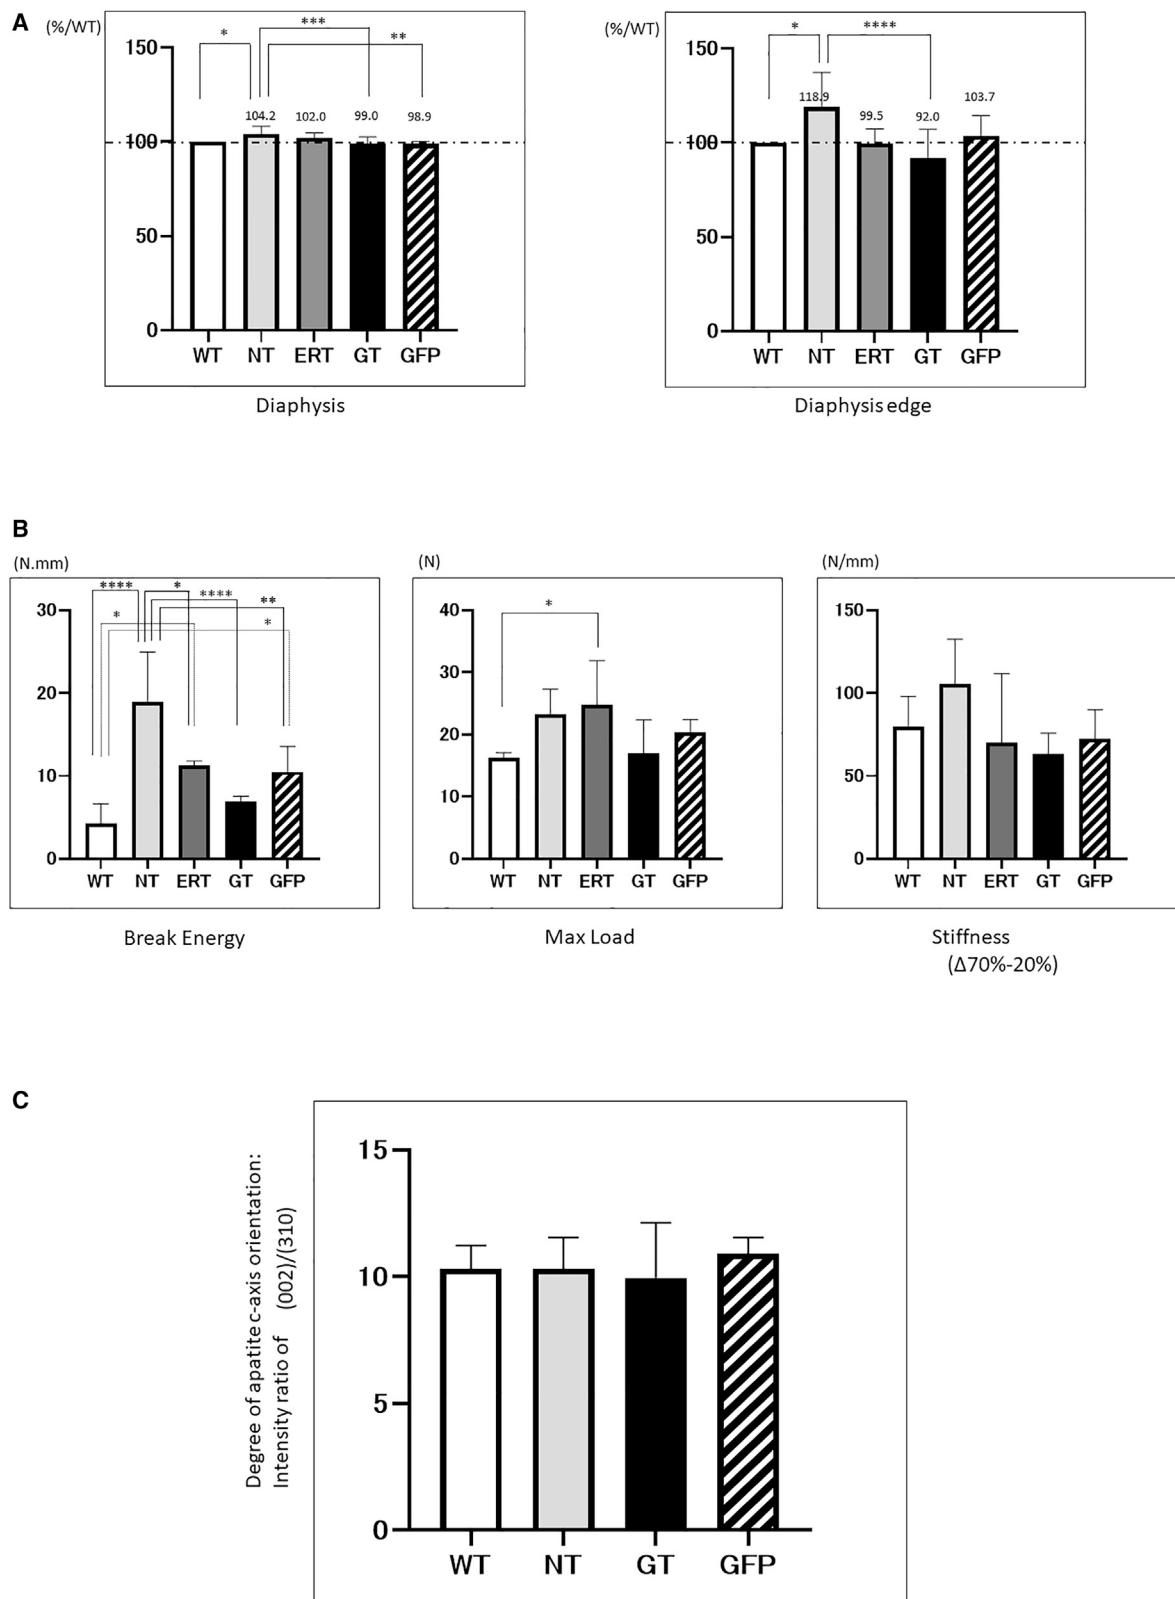 A
(%/WT)
* *** **
150
100
50
0
104.2 102.0 99.0 98.9
WT NT ERT GT GFP
Diaphysis
(%/WT)
* ****
150
100
50
0
118.9 99.5 92.0 103.7
WT NT ERT GT GFP
Diaphysis edge
B
(N.mm)
**** * **** ** * *
30
20
10
0
WT NT ERT GT GFP
Break Energy
(N)
*
40
30
20
10
0
WT NT ERT GT GFP
Max Load
(N/mm)
150
100
50
0
WT NT ERT GT GFP
Stiffness
(Δ70%-20%)
C
Degree of apatite c-axis orientation:
Intensity ratio of (002)/(310)
15
10
5
0
WT NT GT GFP